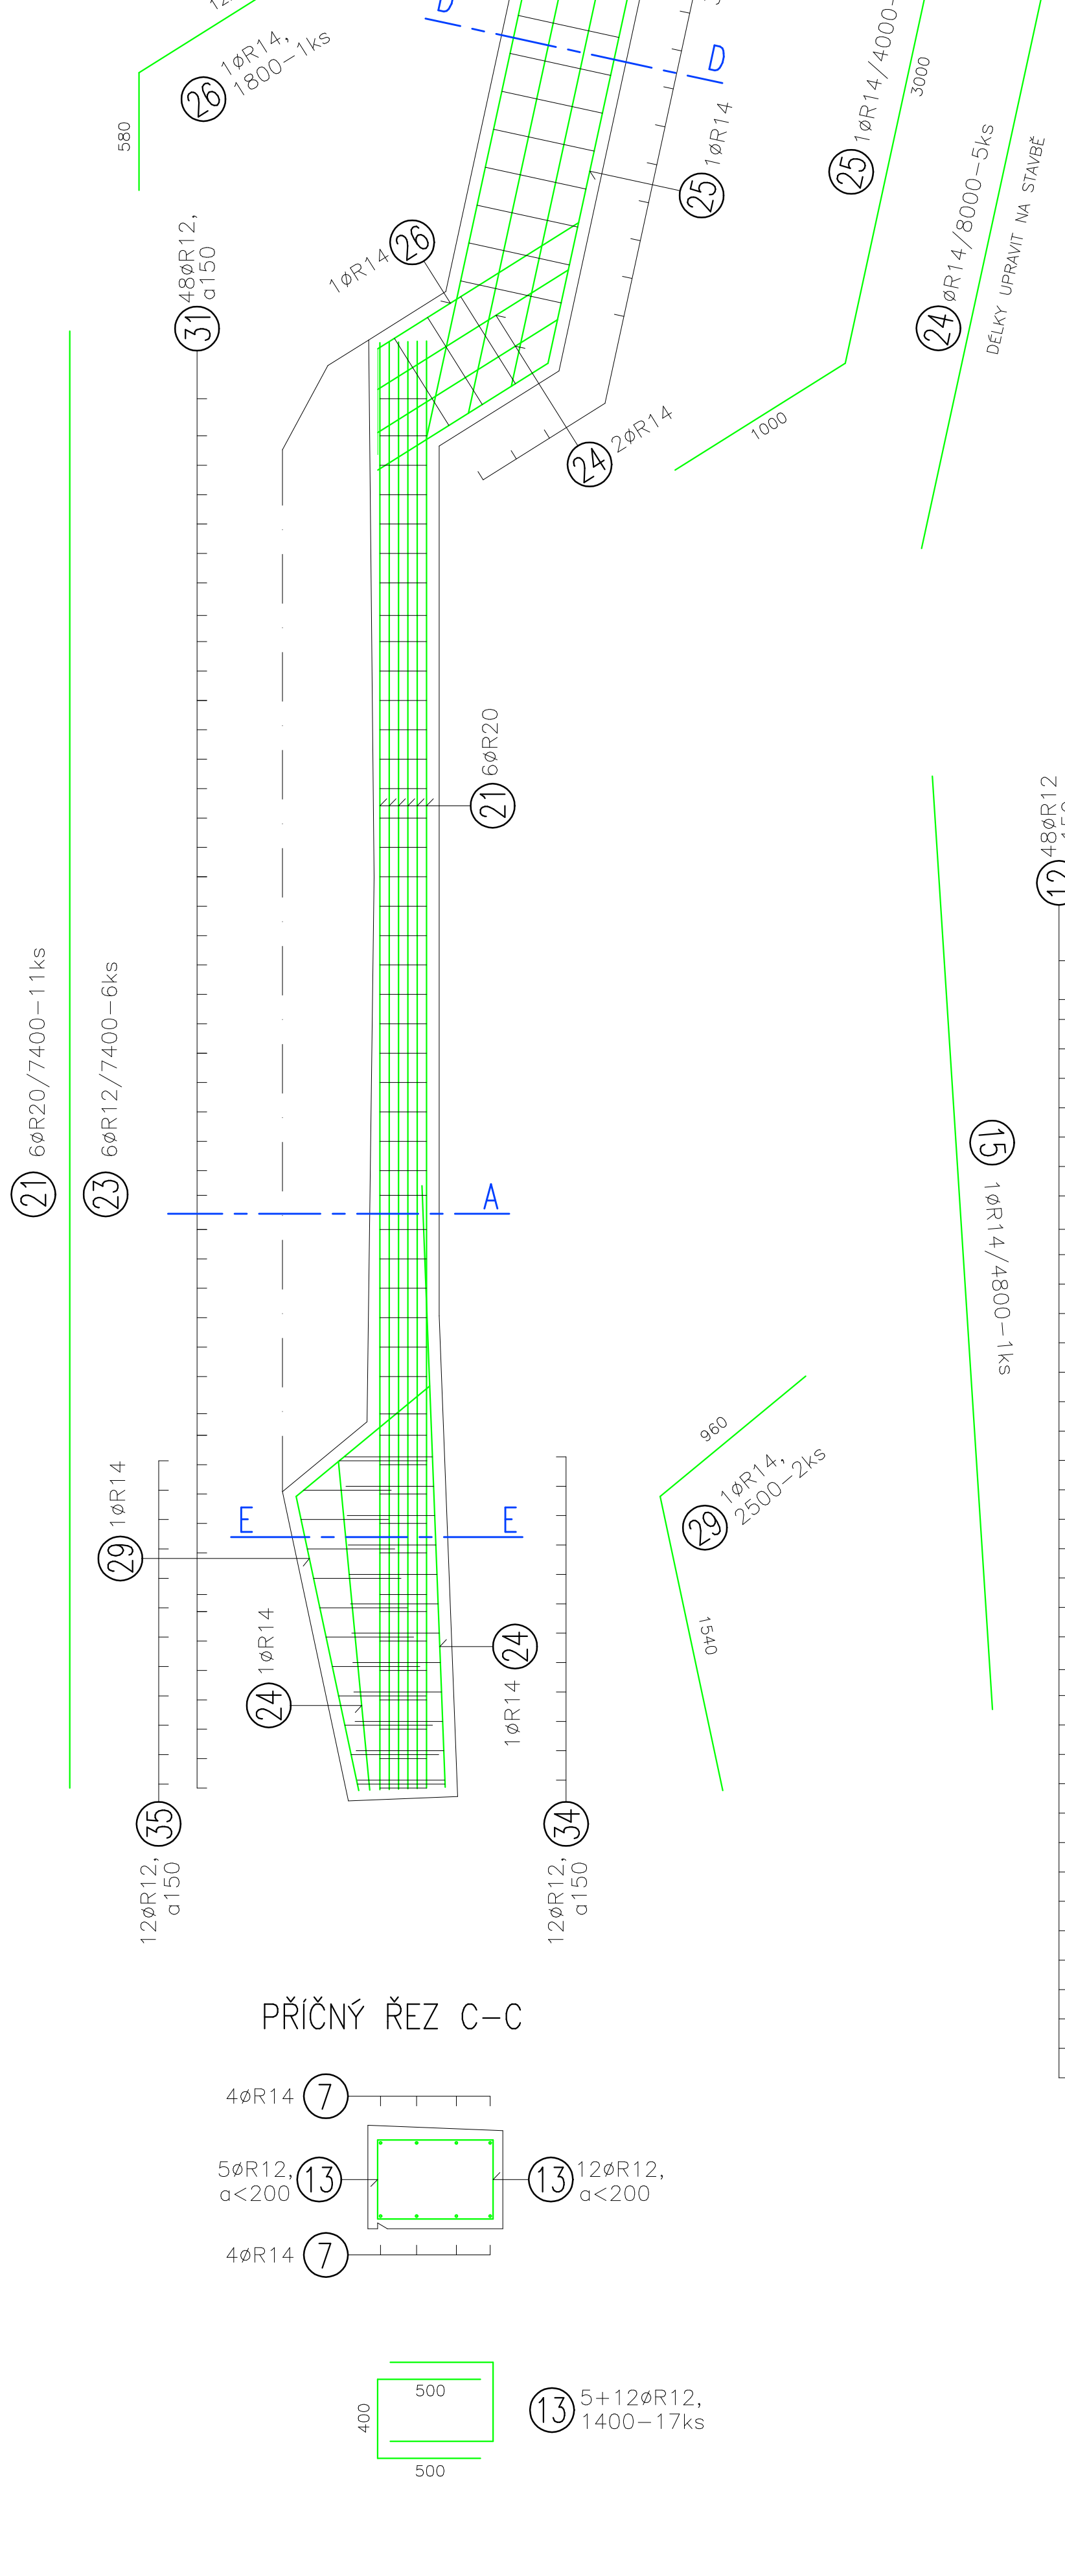 D
D
26
1øR14,
1800-1ks
580
25
1øR14
25
1øR14/4000-
3000
24
øR14/8000-5ks
DÉLKY UPRAVIT NA STAVBĚ
31
48øR12,
a150
1øR14
26
24
2øR14
1000
21
6øR20
12
48øR12
21
6øR20/7400-11ks
23
6øR12/7400-6ks
15
1øR14/4800-1ks
A
960
29
1øR14,
2500-2ks
1540
29
1øR14
E
E
24
1øR14
24
1øR14
35
12øR12,
a150
34
12øR12,
a150
PŘÍČNÝ ŘEZ C-C
4øR14
7
5øR12,
a<200
13
13
12øR12,
a<200
4øR14
7
500
400
500
13
5+12øR12,
1400-17ks